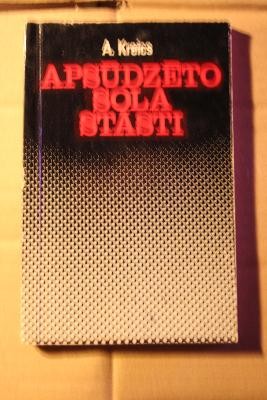 A. Kreics
APSŪDZĒTO
SOLA
STĀSTI